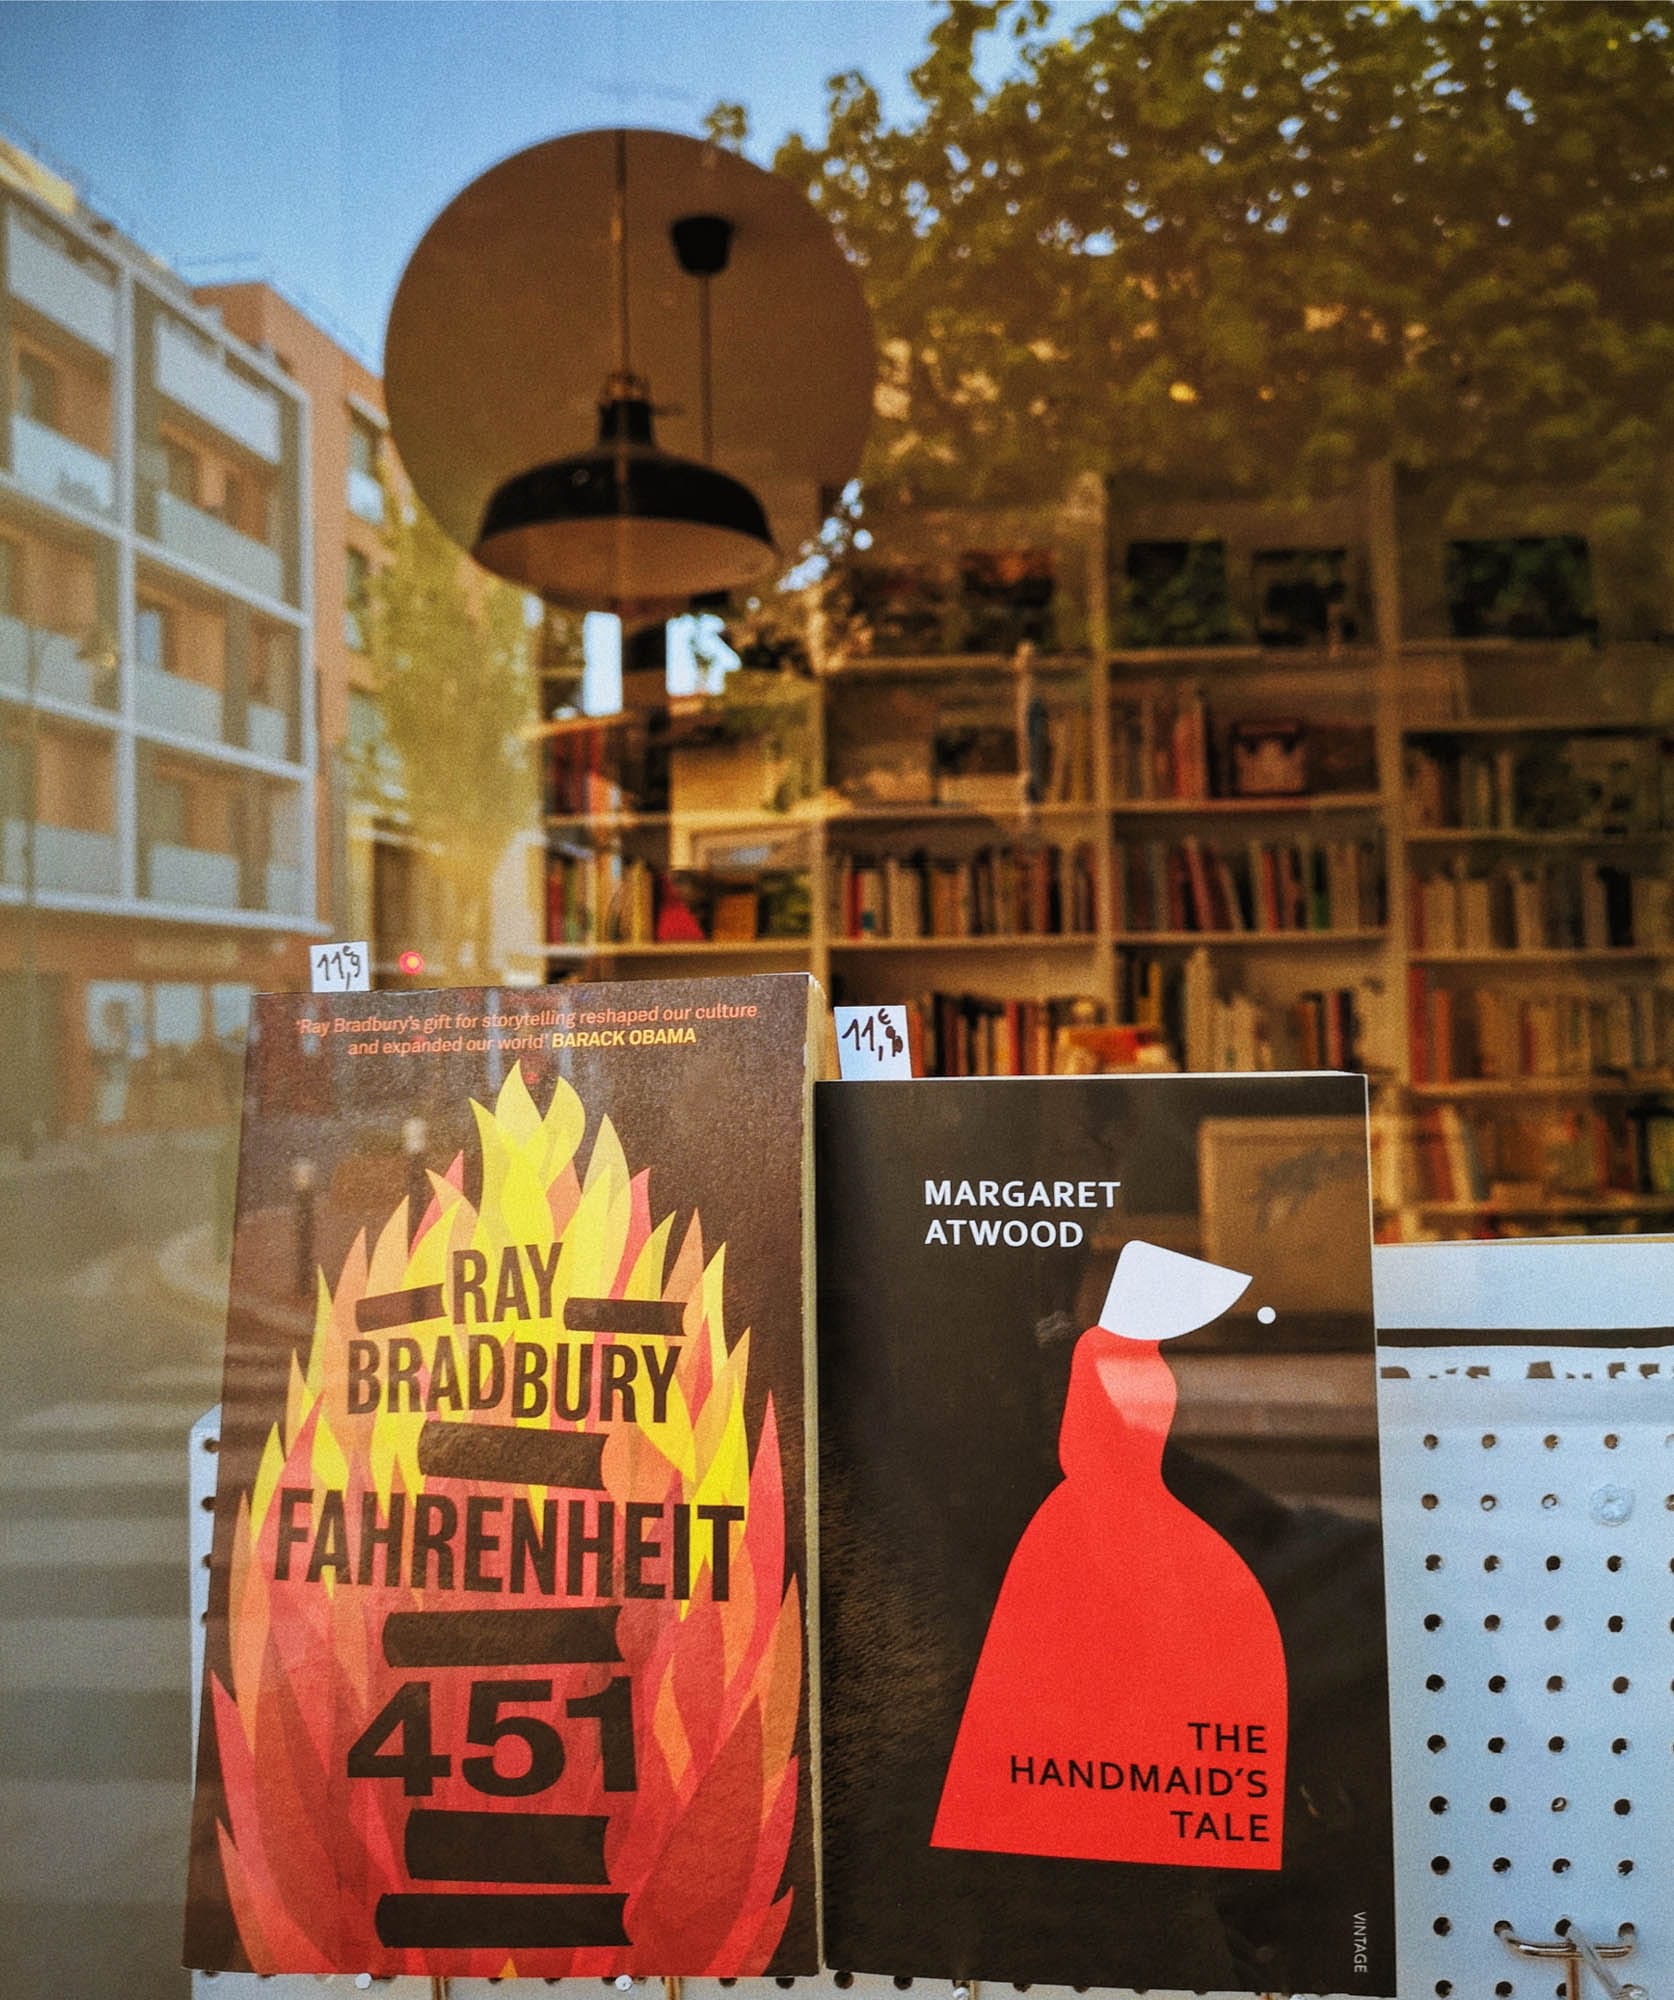 11,€9
'Ray Bradbury's gift for storytelling reshaped our culture
and expanded our world' BARACK OBAMA
RAY
BRADBURY
FAHRENHEIT
451
11,€
MARGARET
ATWOOD
THE
HANDMAID'S
TALE
VINTAGE